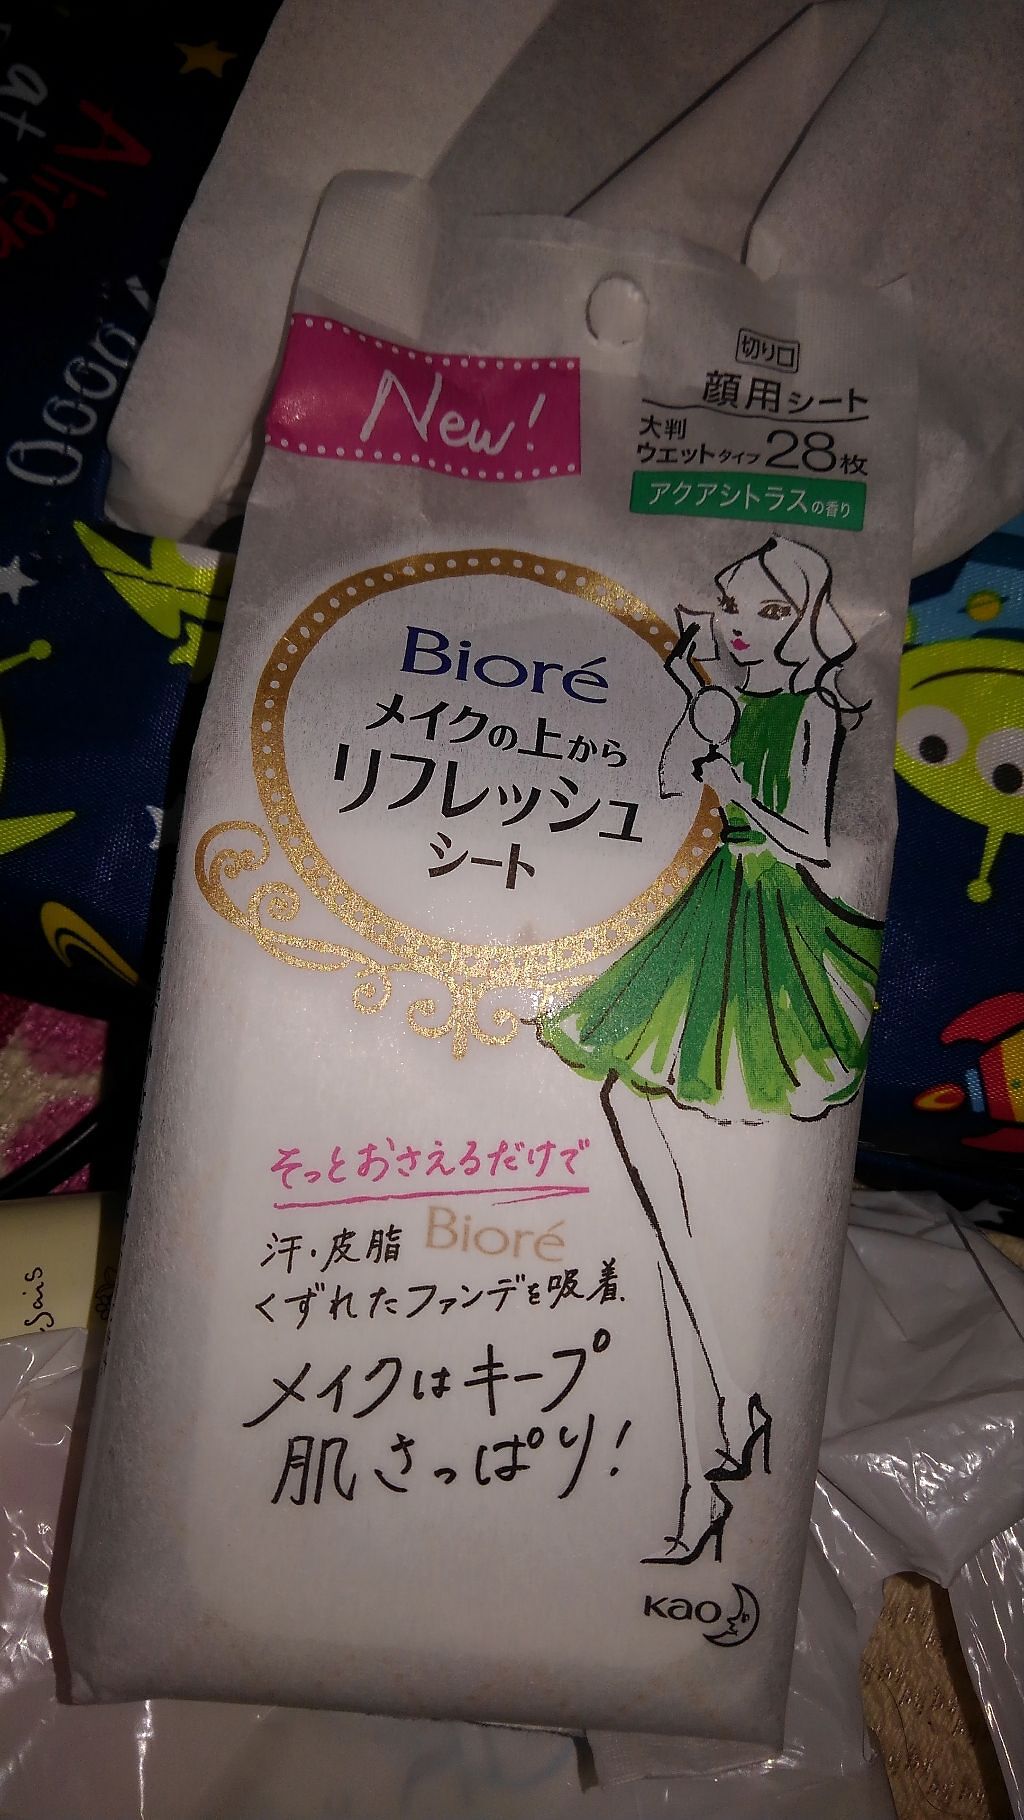 New!
切り口
顔用シート
大判
ウエットタイプ28枚
アクアシトラスの香り
Bioré
メイクの上から
リフレッシュ
シート
そっとおさえるだけで
汗・皮脂 Bioré
くずれたファンデを吸着、
メイクはキープ
肌さっぱり!
Kao
Alien
Oooo
at
Sais